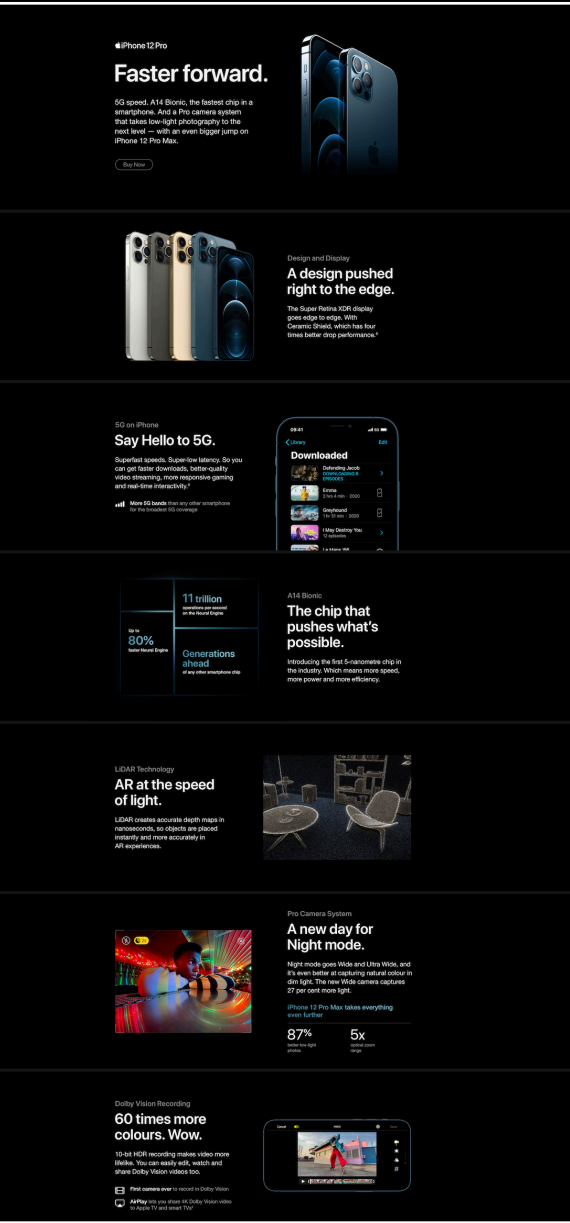 iPhone 12 Pro
Faster forward.
5G speed. A14 Bionic, the fastest chip in a
smartphone. And a Pro camera system
that takes low-light photography to the
next level — with an even bigger jump on
iPhone 12 Pro Max.
Buy Now
Design and Display
A design pushed
right to the edge.
The Super Retina XDR display
goes edge to edge. With
Ceramic Shield, which has four
times better drop performance.
5G on iPhone
Say Hello to 5G.
Superfast speeds. Super-low latency. So you
can get faster downloads, better-quality
video streaming, more responsive gaming
and real-time interactivity.
More 5G bands than any other smartphone
for the broadest 5G coverage
09:41
5G
Library
Edit
Downloaded
Defending Jacob
EPISODES
Emma
2 hrs 4 min · 2020
Greyhound
1 hr 31 min · 2020
I May Destroy You
12 episodes
11 trillion
operations per second
on the Neural Engine
Up to
80%
faster Neural Engine
Generations
ahead
of any other smartphone chip
A14 Bionic
The chip that
pushes what's
possible.
Introducing the first 5-nanometre chip in
the industry. Which means more speed,
more power and more efficiency.
LiDAR Technology
AR at the speed
of light.
LiDAR creates accurate depth maps in
nanoseconds, so objects are placed
instantly and more accurately in
AR experiences.
Pro Camera System
A new day for
Night mode.
Night mode goes Wide and Ultra Wide, and
it's even better at capturing natural colour in
dim light. The new Wide camera captures
27 per cent more light.
iPhone 12 Pro Max takes everything
even further
87%
better low-light
photos
5x
optical zoom
range
Dolby Vision Recording
60 times more
colours. Wow.
10-bit HDR recording makes video more
lifelike. You can easily edit, watch and
share Dolby Vision videos too.
First camera ever to record in Dolby Vision
AirPlay lets you share 4K Dolby Vision video
to Apple TV and smart TVs
Cancel